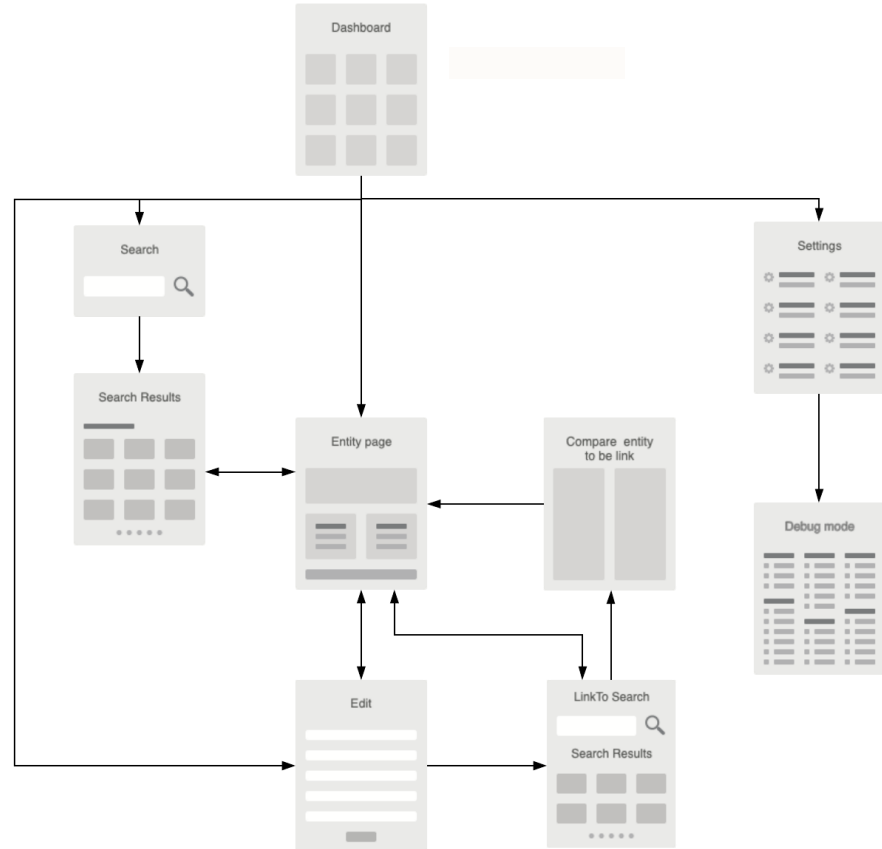 Dashboard
Search
Settings
Search Results
Entity page
Compare entity
to be link
Debug mode
Edit
LinkTo Search
Search Results